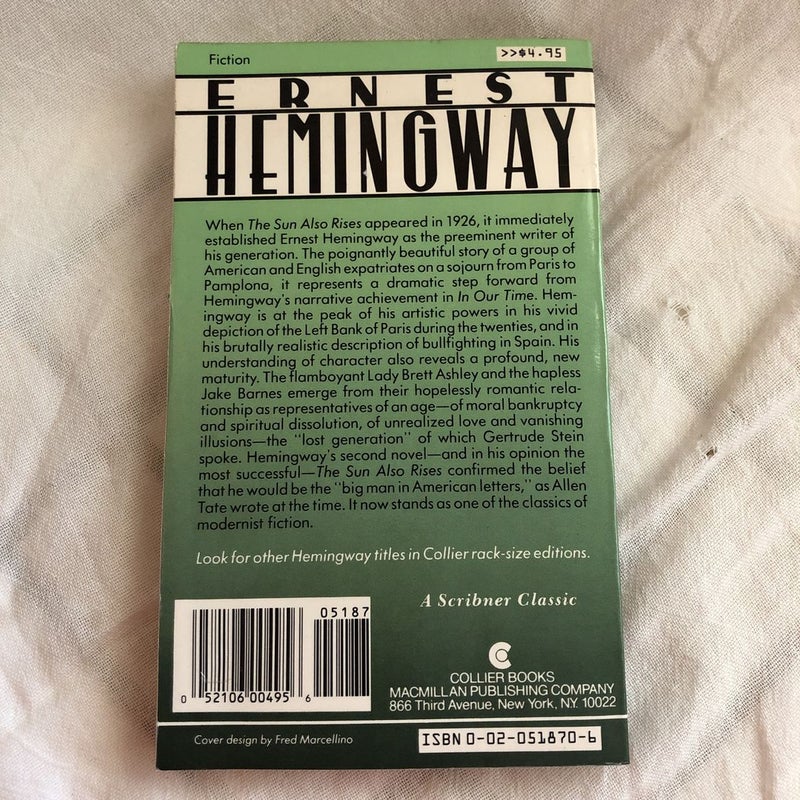 Fiction
>>$4.95
ERNEST
HEMINGWAY
When The Sun Also Rises appeared in 1926, it immediately
established Ernest Hemingway as the preeminent writer of
his generation. The poignantly beautiful story of a group of
American and English expatriates on a sojourn from Paris to
Pamplona, it represents a dramatic step forward from
Hemingway's narrative achievement in In Our Time. Hem-
ingway is at the peak of his artistic powers in his vivid
depiction of the Left Bank of Paris during the twenties, and in
his brutally realistic description of bullfighting in Spain. His
understanding of character also reveals a profound, new
maturity. The flamboyant Lady Brett Ashley and the hapless
Jake Barnes emerge from their hopelessly romantic rela-
tionship as representatives of an age—of moral bankruptcy
and spiritual dissolution, of unrealized love and vanishing
illusions—the "lost generation" of which Gertrude Stein
spoke. Hemingway's second novel—and in his opinion the
most successful—The Sun Also Rises confirmed the belief
that he would be the "big man in American letters," as Allen
Tate wrote at the time. It now stands as one of the classics of
modernist fiction.
Look for other Hemingway titles in Collier rack-size editions.
A Scribner Classic
05187
0 52106 00495 6
COLLIER BOOKS
MACMILLAN PUBLISHING COMPANY
866 Third Avenue, New York, N.Y. 10022
Cover design by Fred Marcellino
ISBN 0-02-051870-6